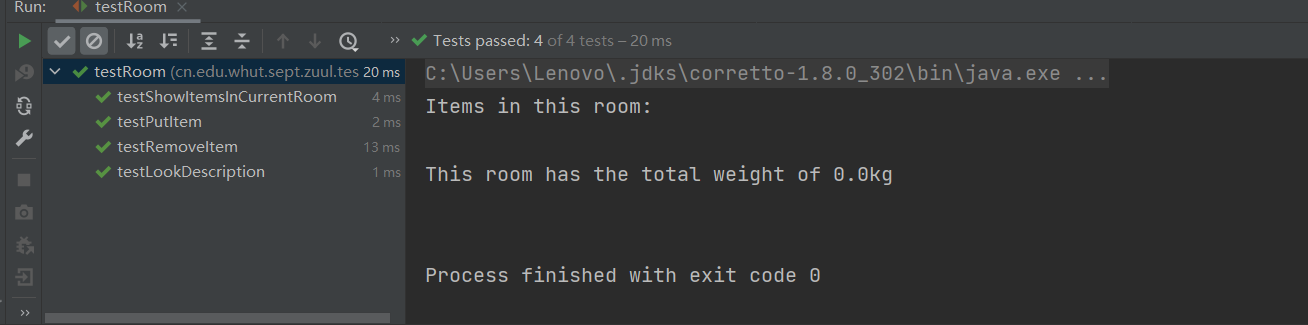 Run: testRoom
Tests passed: 4 of 4 tests – 20 ms
testRoom (cn.edu.whut.sept.zuul.tes 20 ms
testShowItemsInCurrentRoom 4 ms
testPutItem 2 ms
testRemoveItem 13 ms
testLookDescription 1 ms
C:\Users\Lenovo\.jdks\corretto-1.8.0_302\bin\java.exe ...
Items in this room:
This room has the total weight of 0.0kg
Process finished with exit code 0